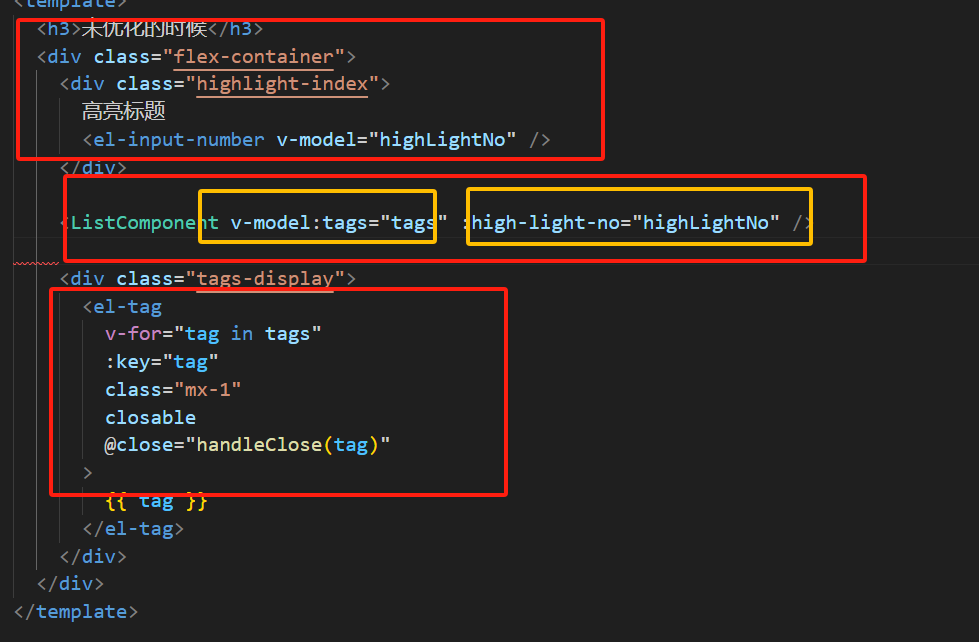 <template>
<h3>未优化的时候</h3>
<div class="flex-container">
<div class="highlight-index">
高亮标题
<el-input-number v-model="highLightNo" />
</div>
<ListComponent v-model:tags="tags" :high-light-no="highLightNo" />
<div class="tags-display">
<el-tag
v-for="tag in tags"
:key="tag"
class="mx-1"
closable
@close="handleClose(tag)"
>
{{ tag }}
</el-tag>
</div>
</div>
</template>